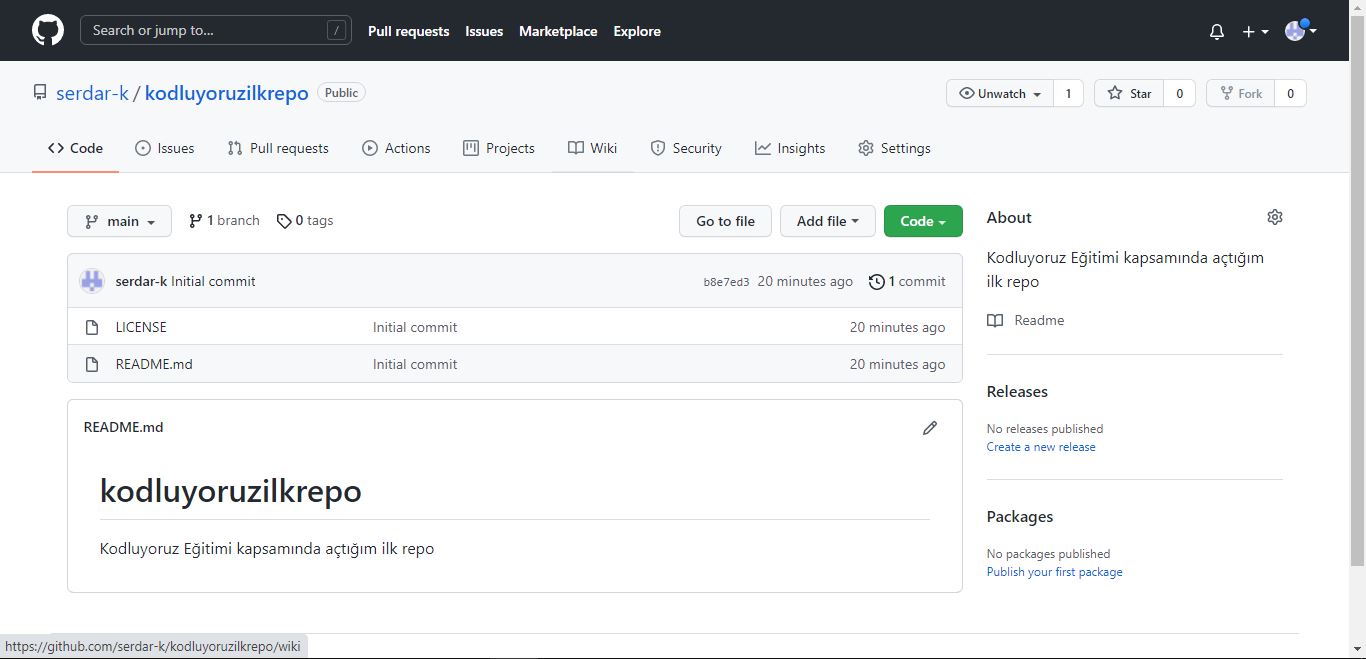 Search or jump to... /
Pull requests Issues Marketplace Explore
serdar-k / kodluyoruzilkrepo Public
Unwatch 1 Star 0 Fork 0
Code Issues Pull requests Actions Projects Wiki Security Insights Settings
main 1 branch 0 tags Go to file Add file Code
serdar-k Initial commit b8e7ed3 20 minutes ago 1 commit
LICENSE Initial commit 20 minutes ago
README.md Initial commit 20 minutes ago
README.md
kodluyoruzilkrepo
Kodluyoruz Eğitimi kapsamında açtığım ilk repo
About
Kodluyoruz Eğitimi kapsamında açtığım
ilk repo
Readme
Releases
No releases published
Create a new release
Packages
No packages published
Publish your first package
https://github.com/serdar-k/kodluyoruzilkrepo/wiki